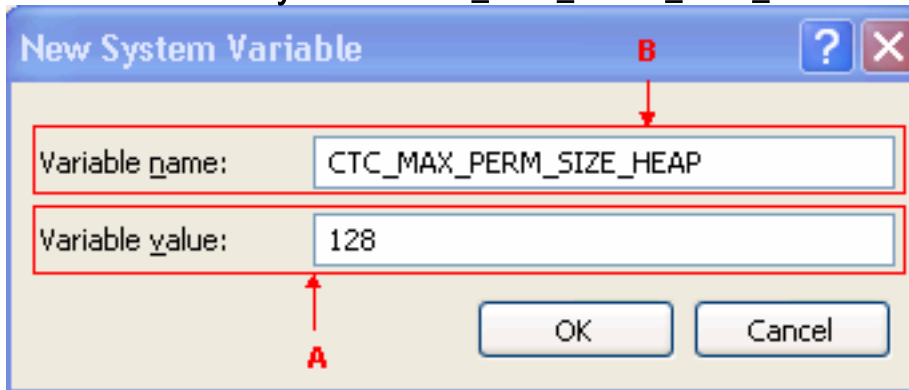 New System Variable
B
?
Variable name:
CTC_MAX_PERM_SIZE_HEAP
Variable value:
128
A
OK
Cancel